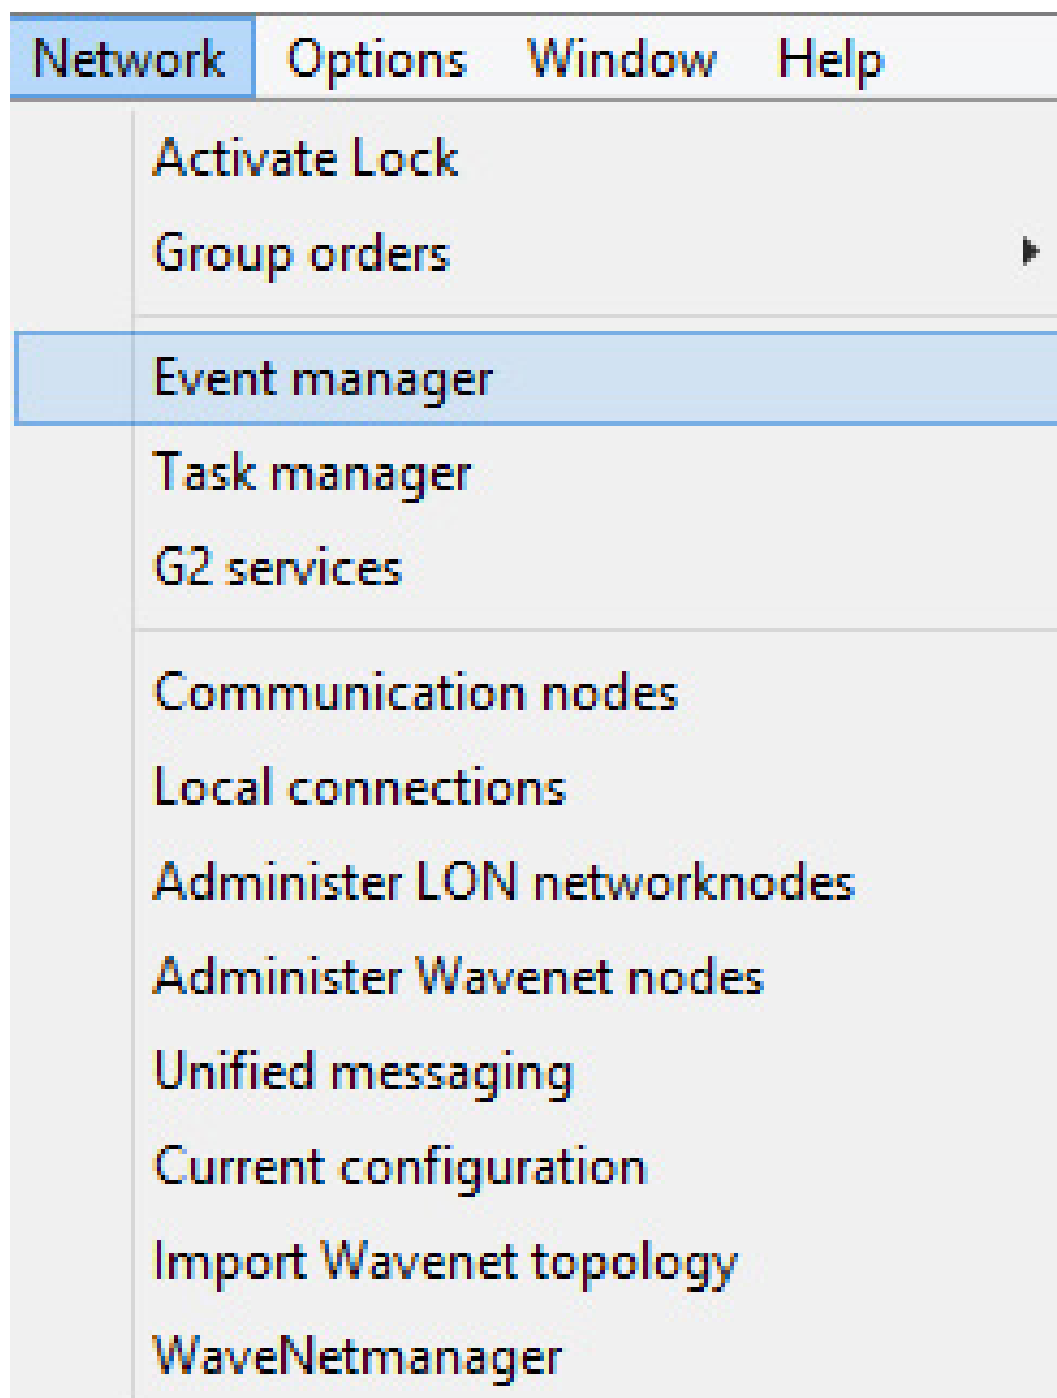 Network Options Window Help
Activate Lock
Group orders
Event manager
Task manager
G2 services
Communication nodes
Local connections
Administer LON networknodes
Administer Wavenet nodes
Unified messaging
Current configuration
Import Wavenet topology
WaveNetmanager